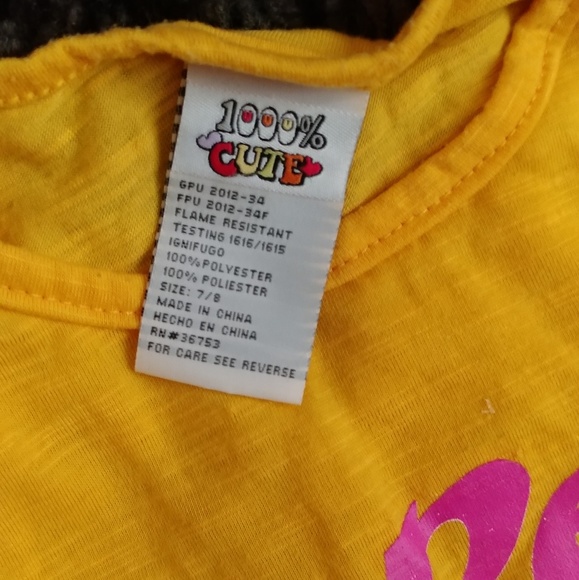 1000%
CUTE
GPU 2012-34
FPU 2012-34F
FLAME RESISTANT
TESTING 1616/1615
IGNIFUGO
100%POLYESTER
100% POLIESTER
SIZE: 7/8
MADE IN CHINA
HECHO EN CHINA
RN#36753
FOR CARE SEE REVERSE